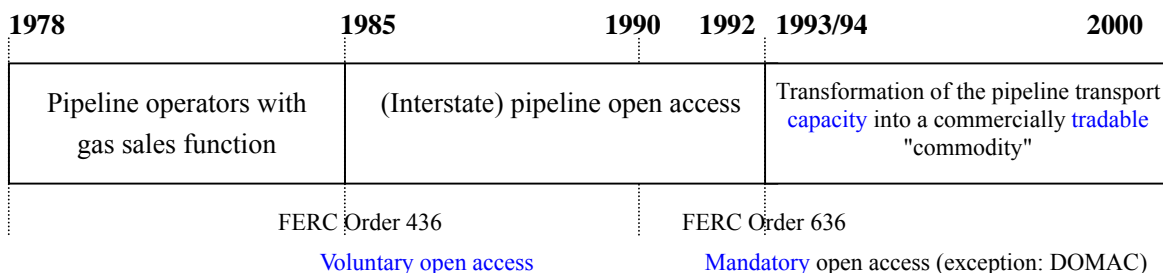 1978 1985 1990 1992 1993/94 2000
Pipeline operators with
gas sales function
(Interstate) pipeline open access
Transformation of the pipeline transport
capacity into a commercially tradable
"commodity"
FERC Order 436 FERC Order 636
Voluntary open access Mandatory open access (exception: DOMAC)